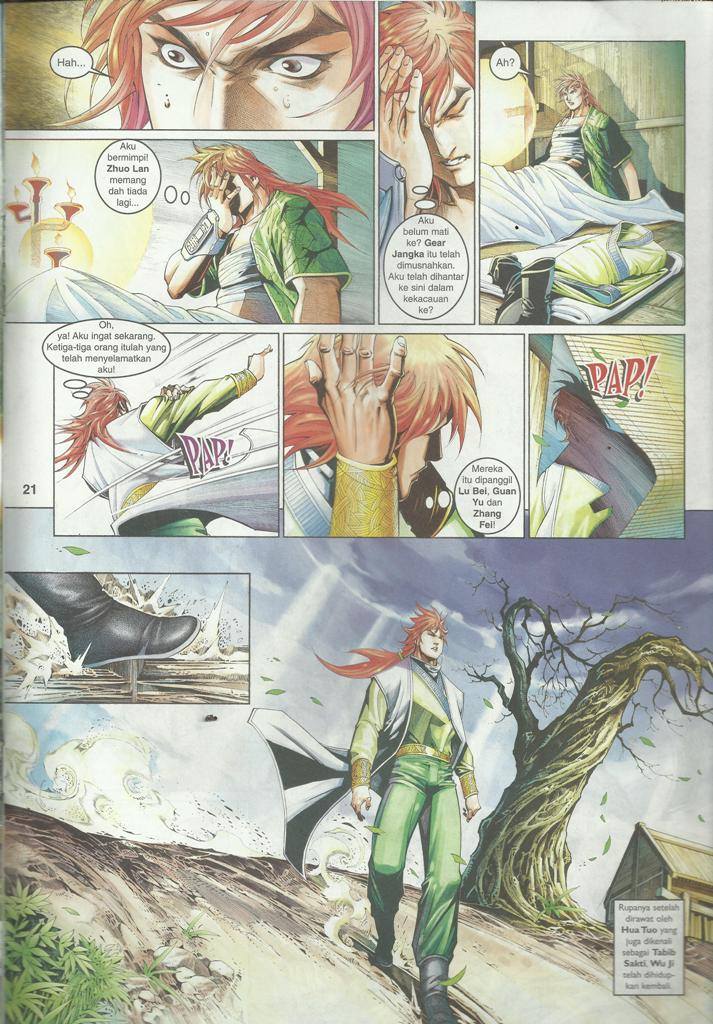 Hah...
Aku
bermimpi!
Zhuo Lan
memang
dah tiada
lagi...
Aku
belum mati
ke? Gear
Jangka itu telah
dimusnahkan.
Aku telah dihantar
ke sini dalam
kekacauan
ke?
Ah?
Oh,
ya! Aku ingat sekarang.
Ketiga-tiga orang itulah yang
telah menyelamatkan
aku!
PAP!
Mereka
itu dipanggil
Lu Bei, Guan
Yu dan
Zhang
Fei!
PAP!
21
Rupanya setelah
dirawat oleh
Hua Tuo yang
juga dikenali
sebagai Tabib
Sakti, Wu Ji
telah dihidup-
kan kembali.